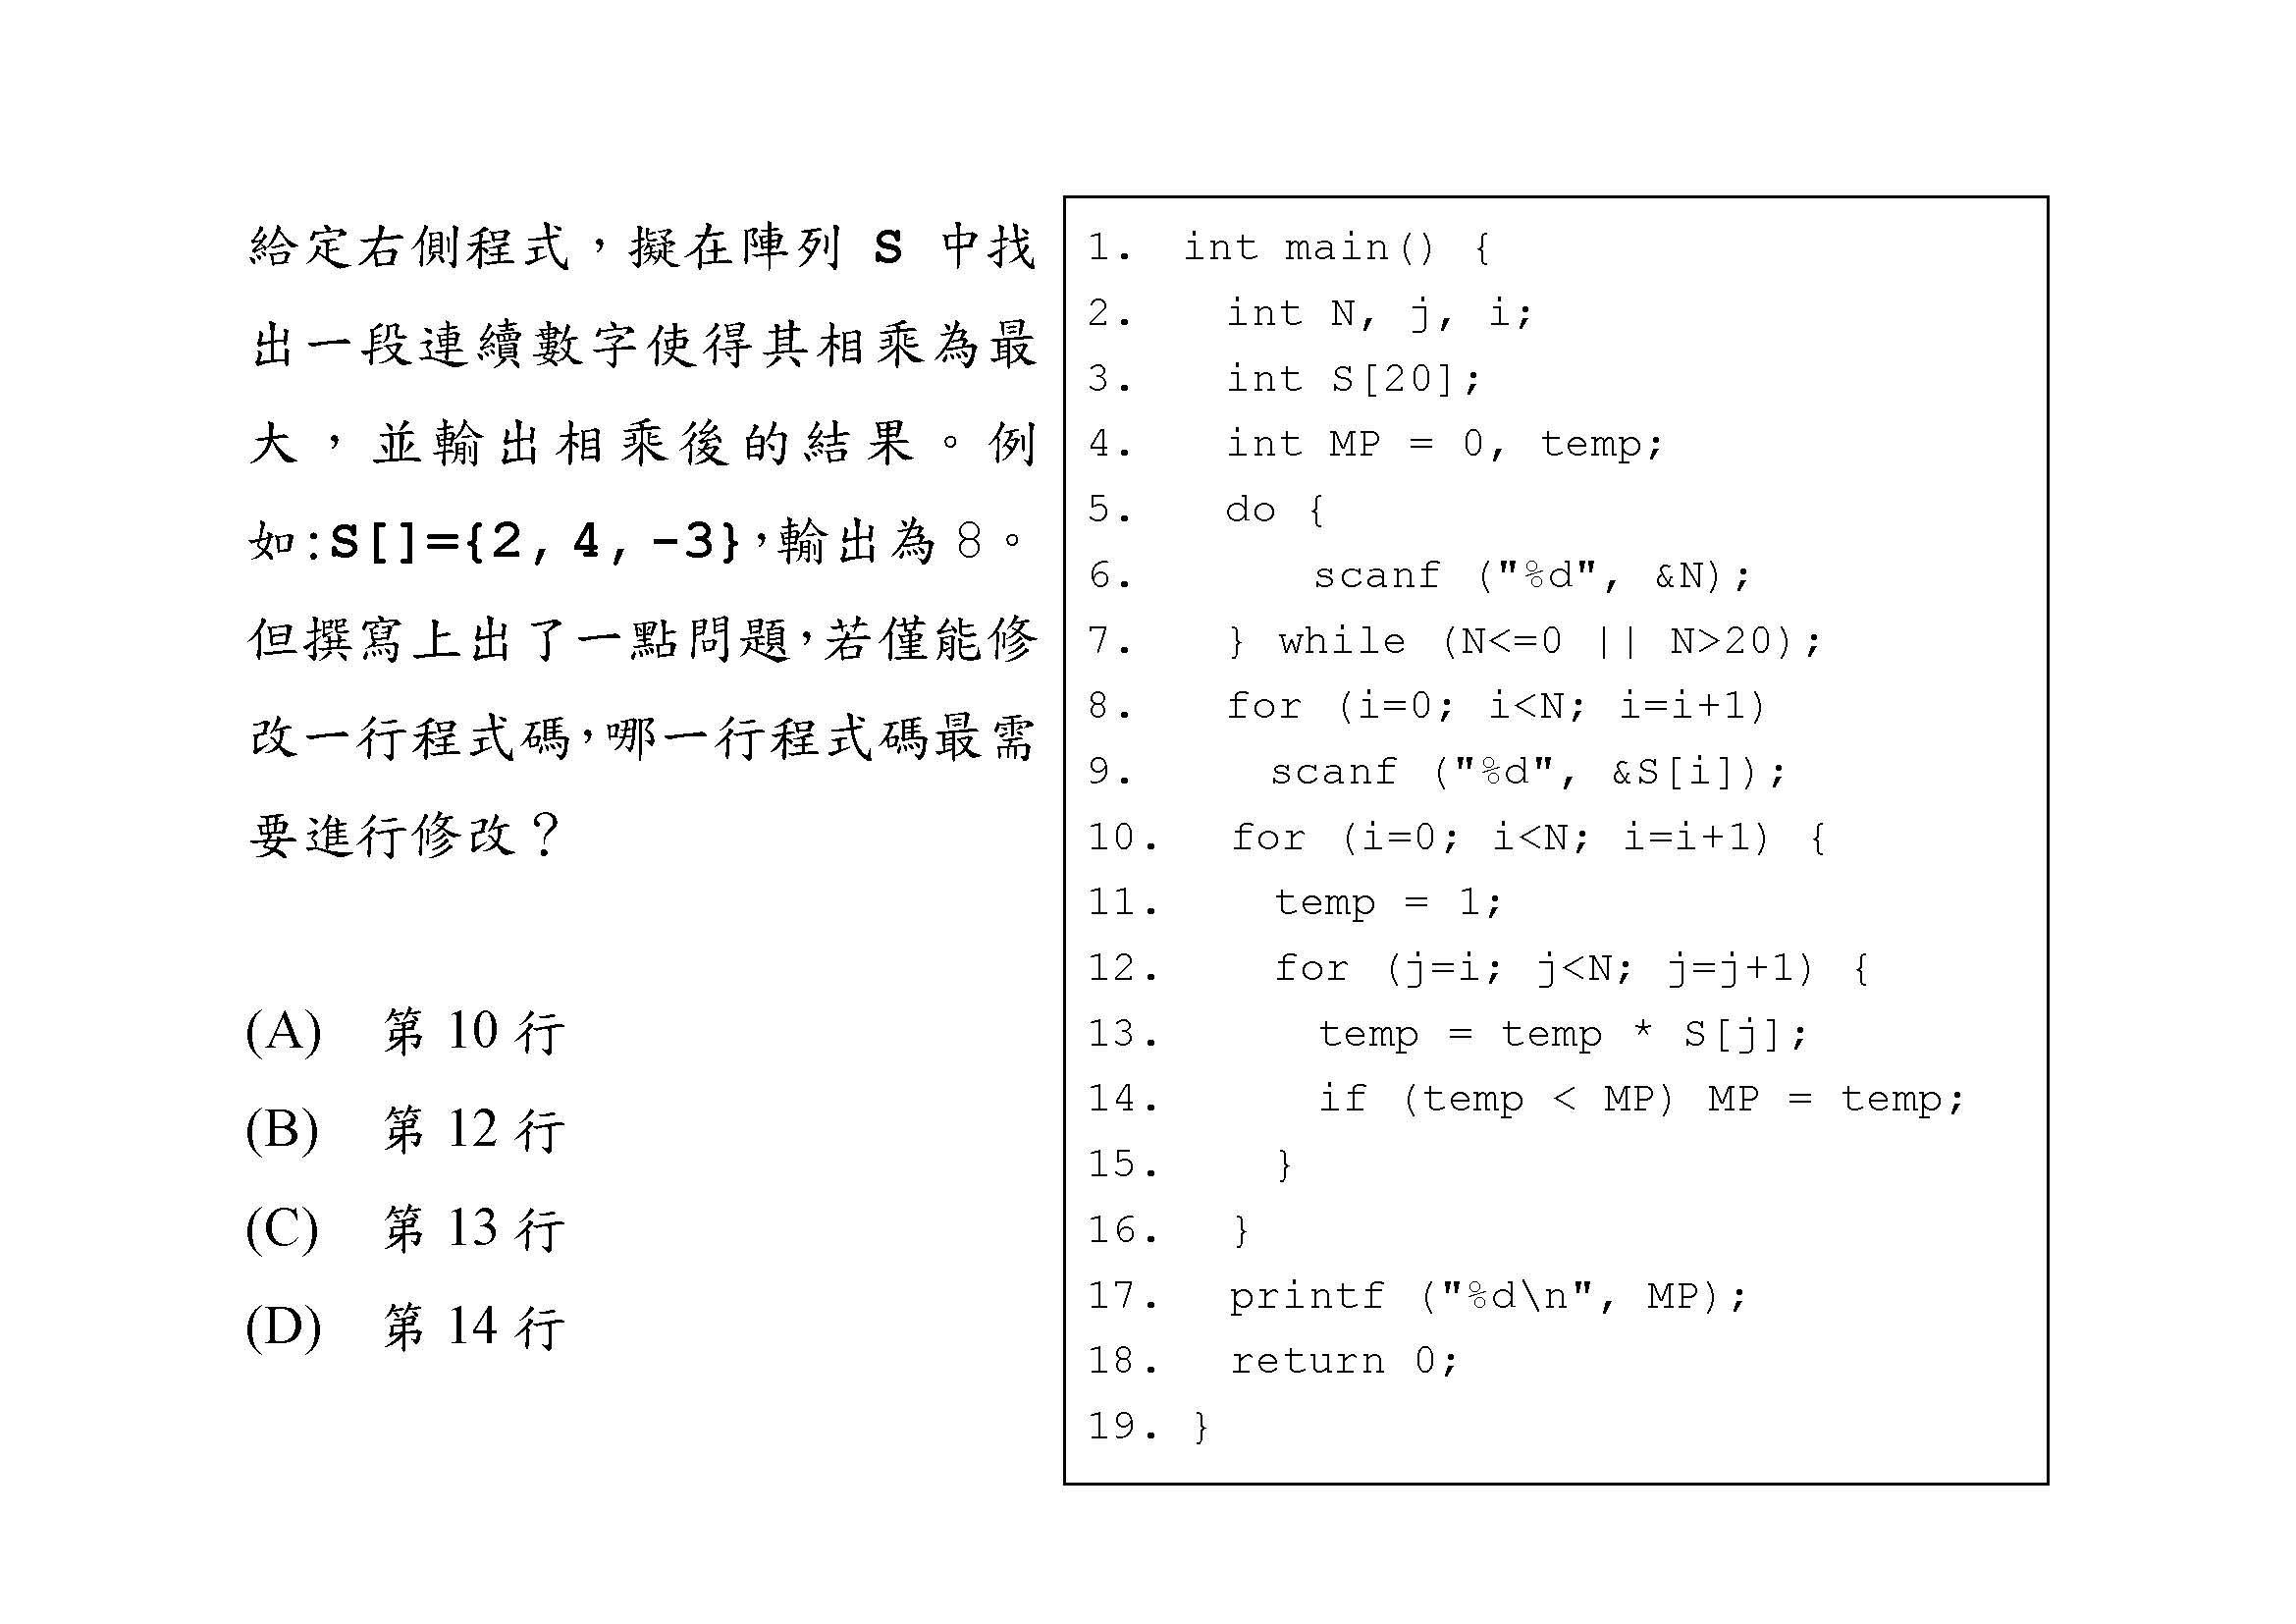 給定右側程式，擬在陣列 S 中找
出一段連續數字使得其相乘為最
大，並輸出相乘後的結果。例
如:S[]={2, 4, -3},輸出為 8。
但撰寫上出了一點問題,若僅能修
改一行程式碼,哪一行程式碼最需
要進行修改？
(A) 第 10 行
(B) 第 12 行
(C) 第 13 行
(D) 第 14 行
1. int main() {
2. int N, j, i;
3. int S[20];
4. int MP = 0, temp;
5. do {
6. scanf ("%d", &N);
7. } while (N<=0 || N>20);
8. for (i=0; i<N; i=i+1)
9. scanf ("%d", &S[i]);
10. for (i=0; i<N; i=i+1) {
11. temp = 1;
12. for (j=i; j<N; j=j+1) {
13. temp = temp * S[j];
14. if (temp < MP) MP = temp;
15. }
16. }
17. printf ("%d\n", MP);
18. return 0;
19. }